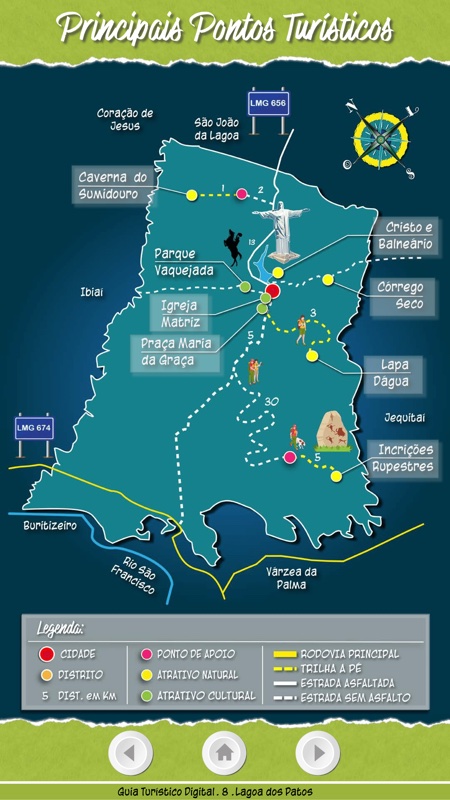 Principais Pontos Turísticos
LMG 656
Coração de
Jesus
São João
da Lagoa
N
L
O
S
Caverna do
Sumidouro
1
2
Cristo e
Balneário
13
Parque
Vaquejada
Ibiaí
Córrego
Seco
Igreja
Matriz
3
Praça Maria
da Graça
5
Lapa
Dágua
30
Jequitaí
LMG 674
Incrições
Rupestres
5
Buritizeiro
Rio São
Francisco
Várzea da
Palma
Legenda:
CIDADE
DISTRITO
5 DIST. em KM
PONTO DE APOIO
ATRATIVO NATURAL
ATRATIVO CULTURAL
RODOVIA PRINCIPAL
TRILHA A PÉ
ESTRADA ASFALTADA
ESTRADA SEM ASFALTO
Guia Turistico Digital . 8 . Lagoa dos Patos